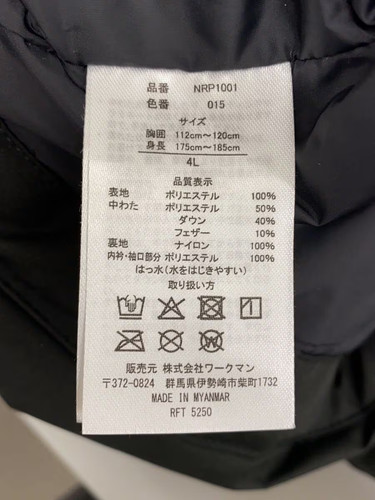 品番 NRP1001
色番 015
サイズ
胸囲 112cm～120cm
身長 175cm～185cm
4L
品質表示
表地 ポリエステル 100%
中わた ポリエステル 50%
ダウン 40%
フェザー 10%
裏地 ナイロン 100%
内衿・袖口部分 ポリエステル 100%
はっ水(水をはじきやすい)
取り扱い方
販売元 株式会社ワークマン
〒372-0824 群馬県伊勢崎市柴町1732
MADE IN MYANMAR
RFT 5250